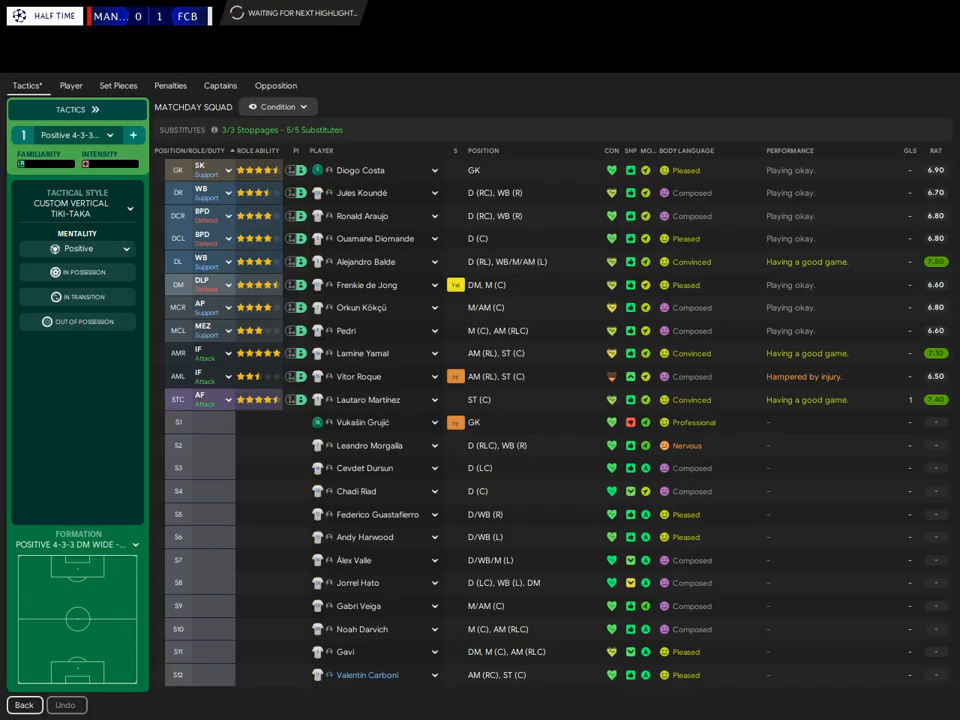 HALF TIME MAN... 0 1 FCB WAITING FOR NEXT HIGHLIGHT...
Tactics* Player Set Pieces Penalties Captains Opposition
TACTICS
MATCHDAY SQUAD Condition
1 Positive 4-3-3... +
SUBSTITUTES 3/3 Stoppages - 5/5 Substitutes
FAMILIARITY INTENSITY
POSITION/ROLE/DUTY ROLE ABILITY PI PLAYER S POSITION CON SHP MO... BODY LANGUAGE PERFORMANCE GLS RAT
GK SK Support Diogo Costa GK Pleased Playing okay. - 6.90
DR WB Support Jules Koundé D (RC), WB (R) Composed Playing okay. - 6.70
DCR BPD Defend Ronald Araujo D (RC), WB (R) Composed Playing okay. - 6.80
DCL BPD Defend Ousmane Diomande D (C) Pleased Playing okay. - 6.80
DL WB Support Alejandro Balde D (RL), WB/M/AM (L) Convinced Having a good game. - 7.50
DM DLP Defend Frenkie de Jong Yel DM, M (C) Pleased Playing okay. - 6.60
MCR AP Support Orkun Kökçü M/AM (C) Composed Playing okay. - 6.80
MCL MEZ Support Pedri M (C), AM (RLC) Composed Playing okay. - 6.60
AMR IF Attack Lamine Yamal AM (RL), ST (C) Convinced Having a good game. - 7.10
AML IF Attack Vitor Roque AM (RL), ST (C) Composed Hampered by injury. - 6.50
STC AF Attack Lautaro Martínez ST (C) Convinced Having a good game. 1 7.40
S1 Vukašin Grujić GK Professional - - -
S2 Leandro Morgalla D (RLC), WB (R) Nervous - - -
S3 Cevdet Dursun D (LC) Composed - - -
S4 Chadi Riad D (C) Composed - - -
S5 Federico Guastafierro D/WB (R) Pleased - - -
S6 Andy Harwood D/WB (L) Pleased - - -
S7 Àlex Valle D/WB/M (L) Composed - - -
S8 Jorrel Hato D (LC), WB (L), DM Composed - - -
S9 Gabri Veiga M/AM (C) Composed - - -
S10 Noah Darvich M (C), AM (RLC) Composed - - -
S11 Gavi DM, M (C), AM (RLC) Pleased - - -
S12 Valentín Carboni AM (RC), ST (C) Pleased - - -
TACTICAL STYLE
CUSTOM VERTICAL
TIKI-TAKA
MENTALITY
Positive
IN POSSESSION
IN TRANSITION
OUT OF POSSESSION
FORMATION
POSITIVE 4-3-3 DM WIDE -...
Back Undo